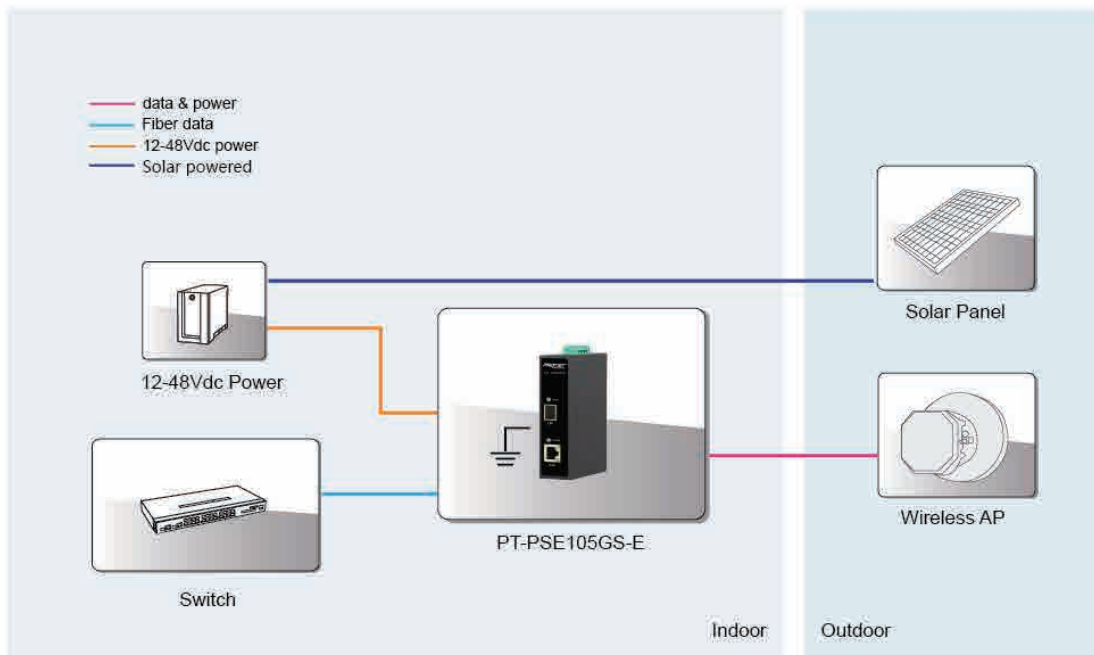 data & power
Fiber data
12-48Vdc power
Solar powered
Solar Panel
12-48Vdc Power
Wireless AP
PT-PSE105GS-E
Switch
Indoor
Outdoor